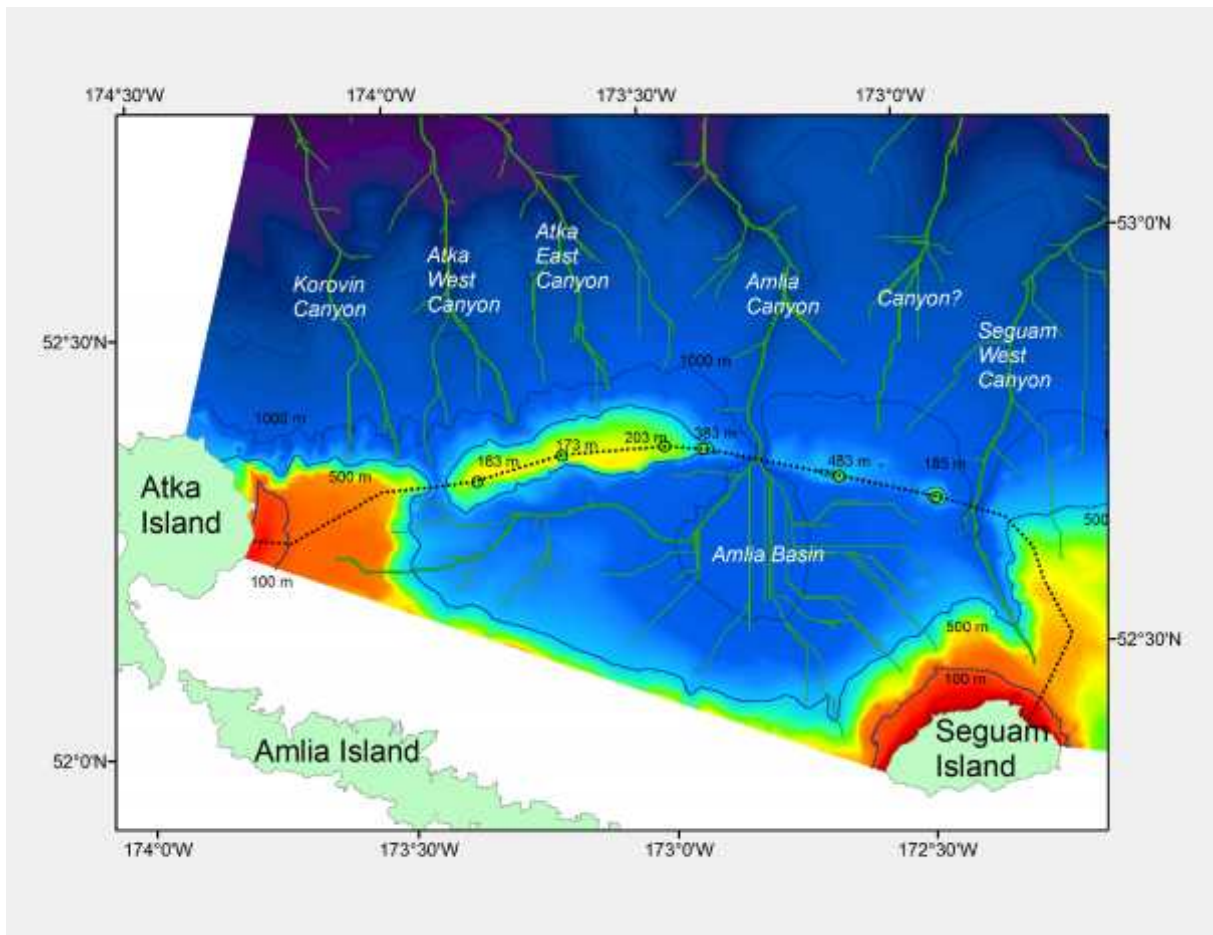 174°30'W
174°0'W
173°30'W
173°0'W
53°0'N
Atka
East
Canyon
Korovin
Canyon
Atka
West
Canyon
Amlia
Canyon
Canyon?
Seguam
West
Canyon
52°30'N
1000 m
1000 m
183 m
173 m
203 m
383 m
483 m
185 m
500 m
500
Atka
Island
Amlia Basin
100 m
500 m
52°30'N
100 m
Seguam
Island
Amlia Island
52°0'N
174°0'W
173°30'W
173°0'W
172°30'W